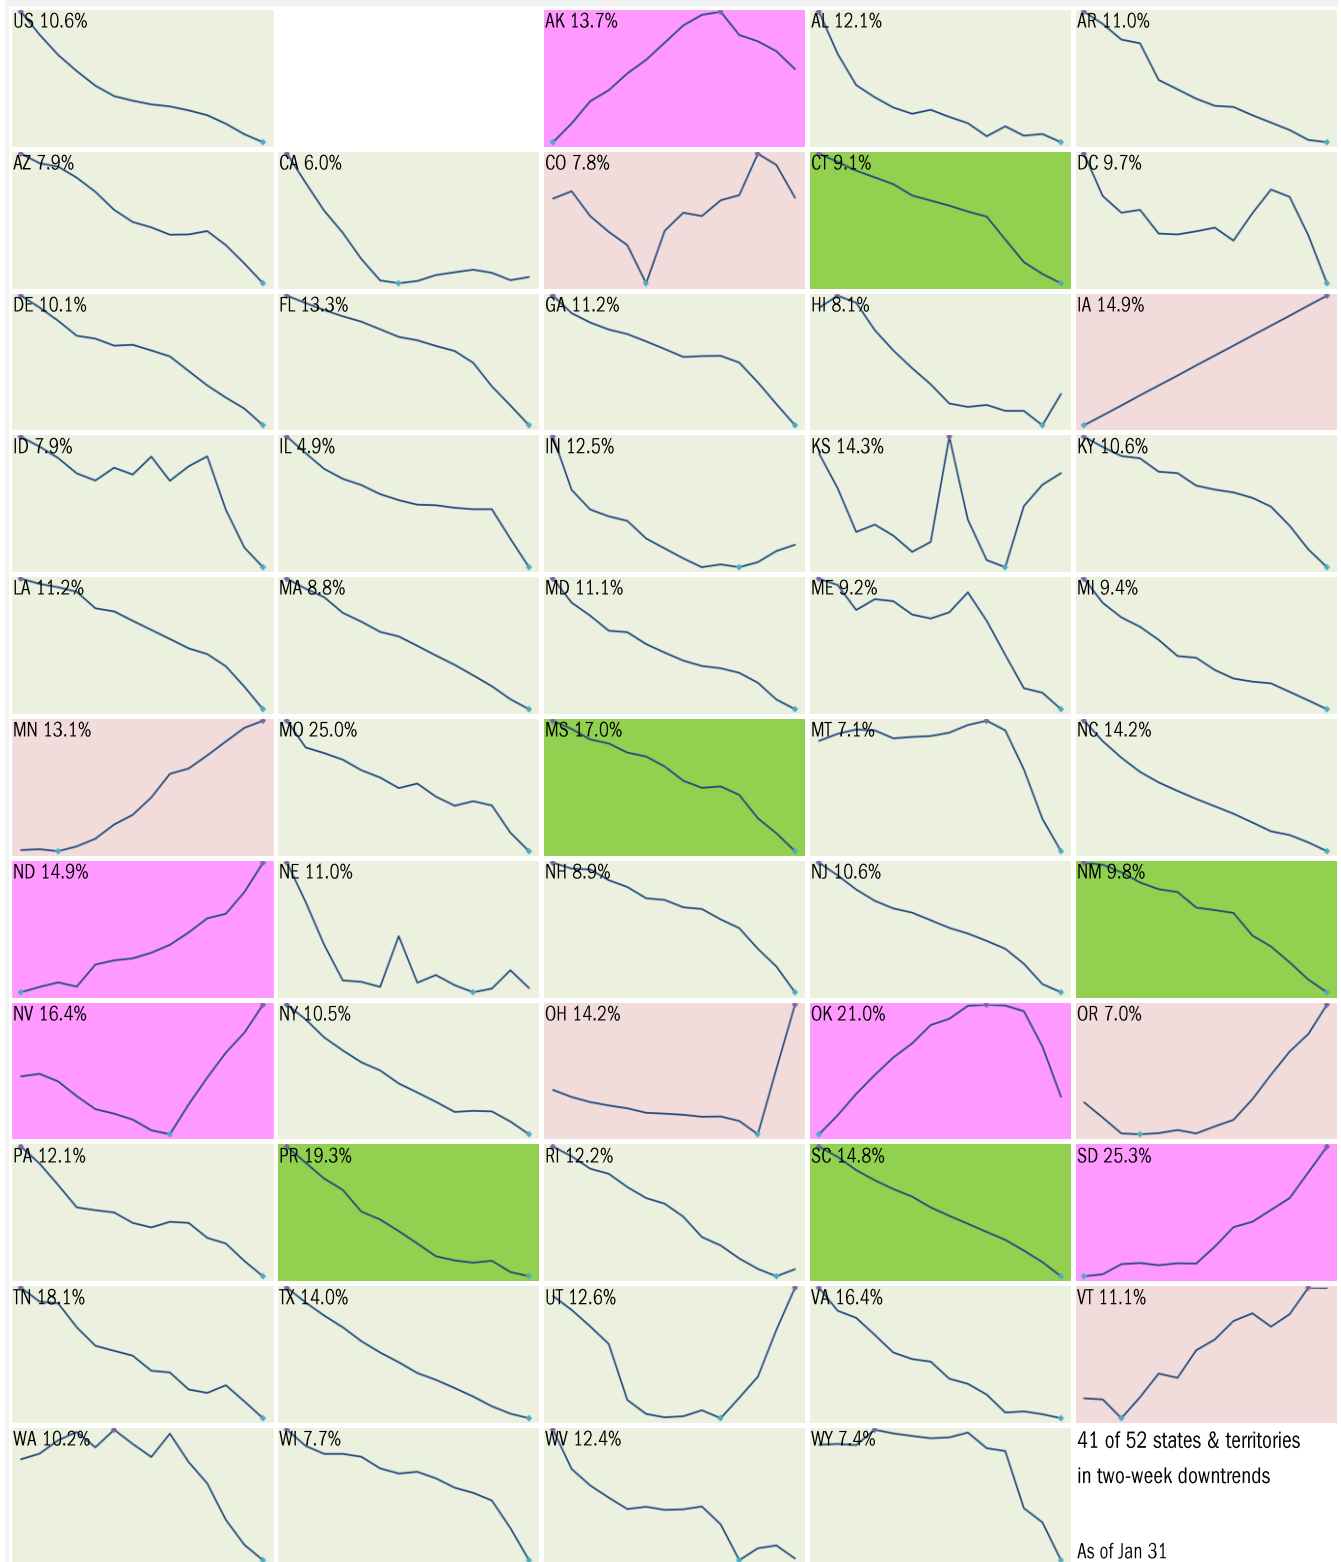 US 10.6%
AK 13.7%
AL 12.1%
AR 11.0%
AZ 7.9%
CA 6.0%
CO 7.8%
CT 9.1%
DC 9.7%
DE 10.1%
FL 13.3%
GA 11.2%
HI 8.1%
IA 14.9%
ID 7.9%
IL 4.9%
IN 12.5%
KS 14.3%
KY 10.6%
LA 11.2%
MA 8.8%
MD 11.1%
ME 9.2%
MI 9.4%
MN 13.1%
MO 25.0%
MS 17.0%
MT 7.1%
NC 14.2%
ND 14.9%
NE 11.0%
NH 8.9%
NJ 10.6%
NM 9.8%
NV 16.4%
NY 10.5%
OH 14.2%
OK 21.0%
OR 7.0%
PA 12.1%
PR 19.3%
RI 12.2%
SC 14.8%
SD 25.3%
TN 18.1%
TX 14.0%
UT 12.6%
VA 16.4%
VT 11.1%
WA 10.2%
WI 7.7%
WV 12.4%
WY 7.4%
41 of 52 states & territories
in two-week downtrends
As of Jan 31